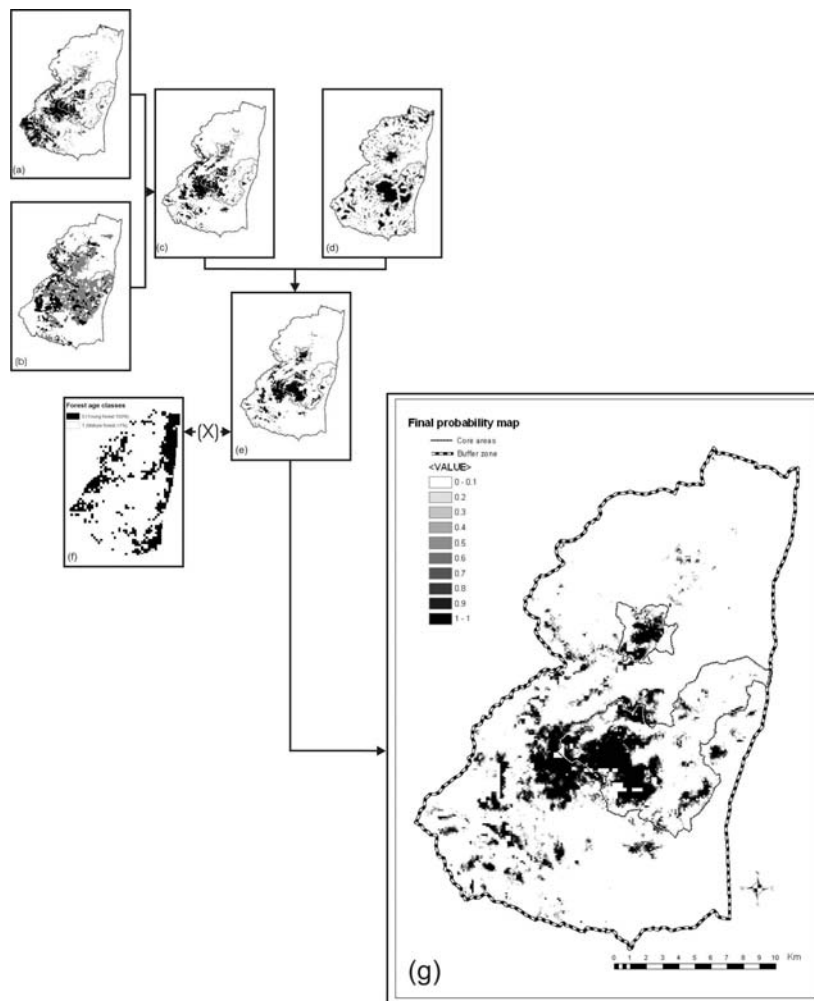 (a)
(b)
(c)
(d)
(e)
Forest age classes
(X)
(f)
Final probability map
Core areas
Buffer zone
<VALUE>
0 - 0.1
0.2
0.3
0.4
0.5
0.6
0.7
0.8
0.9
1 - 1
(g)
0 1 2 3 4 5 6 7 8 9 10
Km